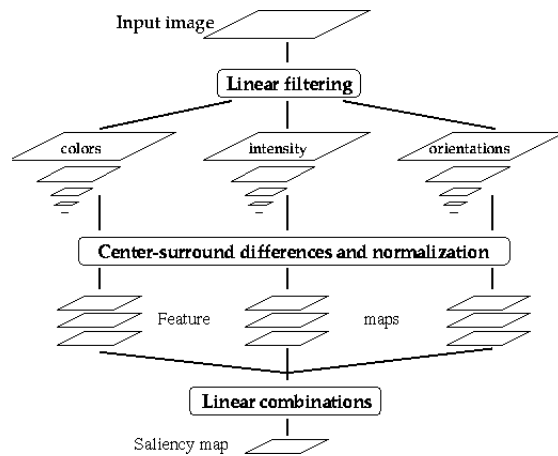 Input image
Linear filtering
colors
intensity
orientations
Center-surround differences and normalization
Feature maps
Linear combinations
Saliency map